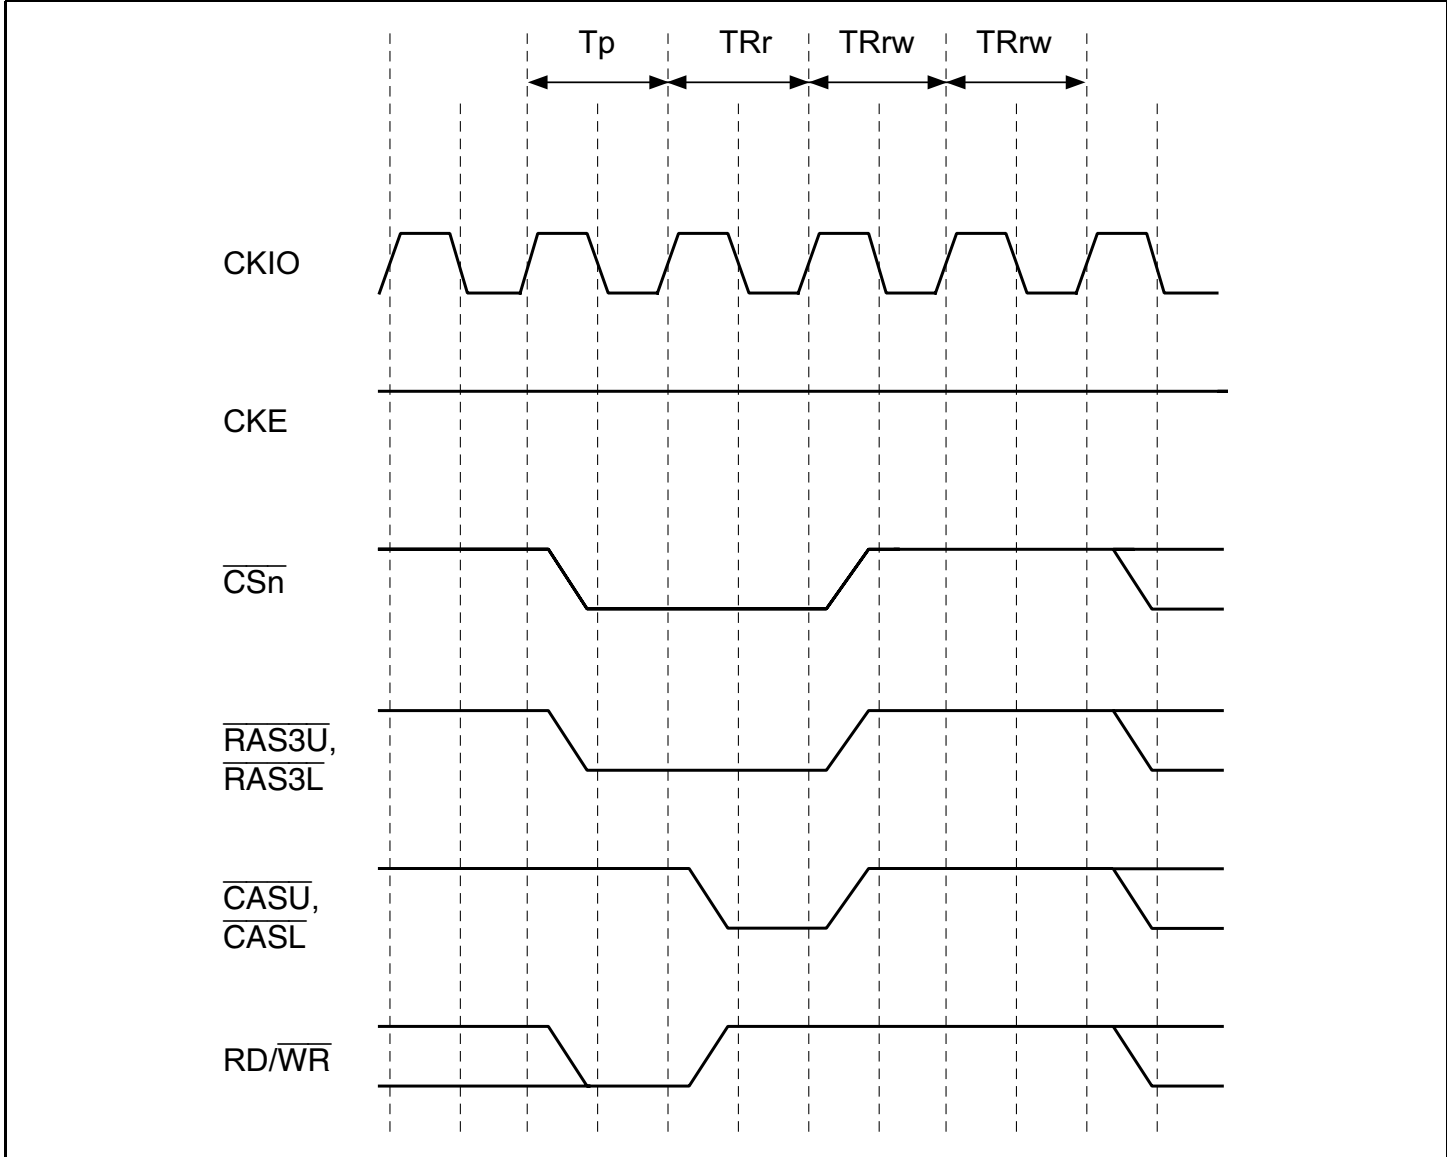 Tp TRr TRrw TRrw
CKIO
CKE
CSn
RAS3U,
RAS3L
CASU,
CASL
RD/WR